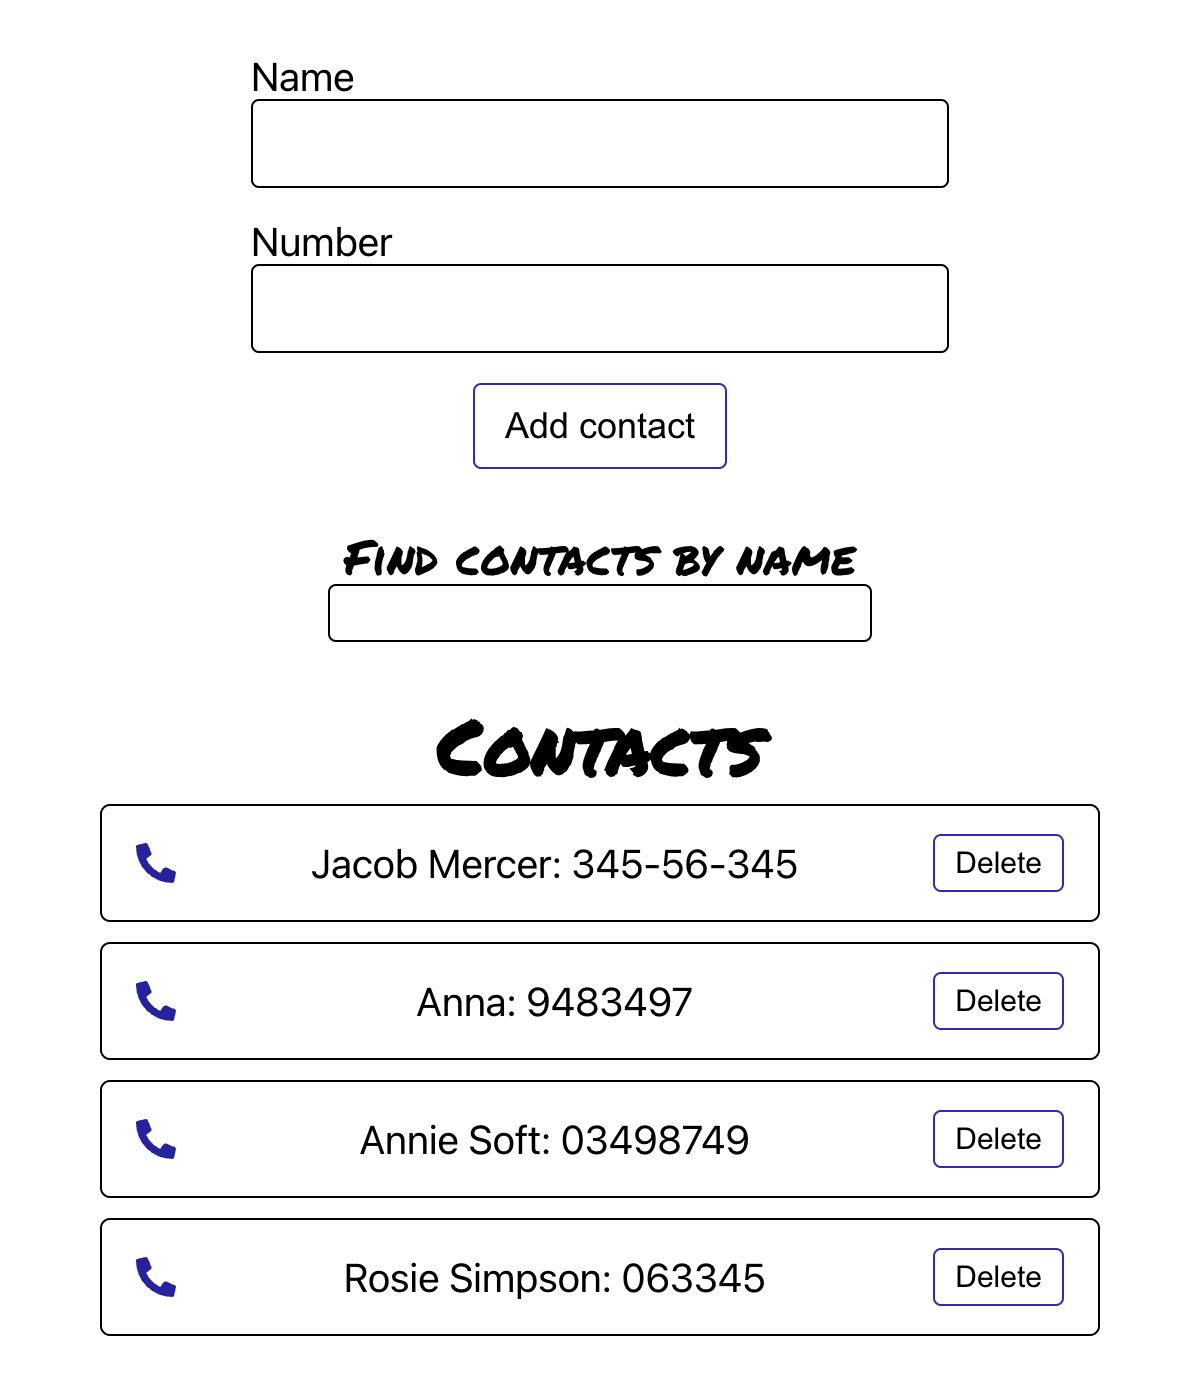 Name
Number
Add contact
Find contacts by name
Contacts
Jacob Mercer: 345-56-345 Delete
Anna: 9483497 Delete
Annie Soft: 03498749 Delete
Rosie Simpson: 063345 Delete